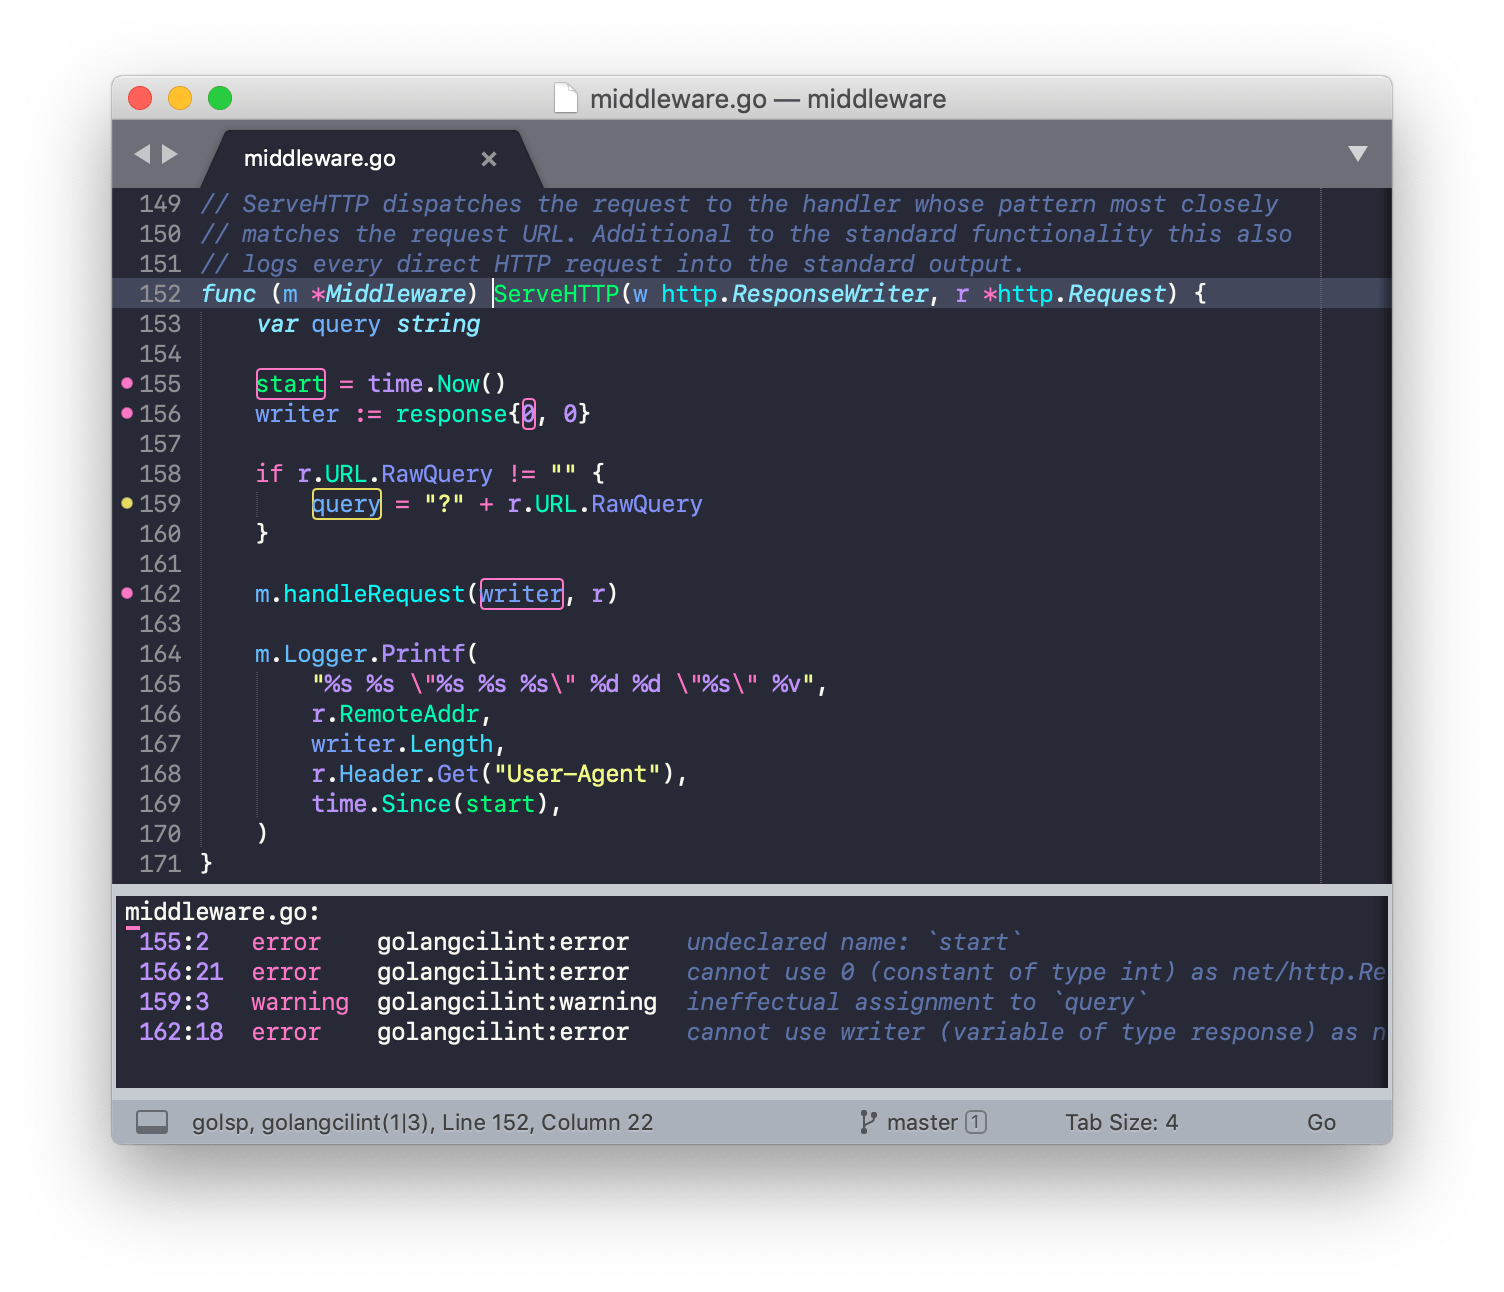 middleware.go — middleware
middleware.go ×
149 // ServeHTTP dispatches the request to the handler whose pattern most closely
150 // matches the request URL. Additional to the standard functionality this also
151 // logs every direct HTTP request into the standard output.
152 func (m *Middleware) ServeHTTP(w http.ResponseWriter, r *http.Request) {
153     var query string
154
155     start = time.Now()
156     writer := response{0, 0}
157
158     if r.URL.RawQuery != "" {
159         query = "?" + r.URL.RawQuery
160     }
161
162     m.handleRequest(writer, r)
163
164     m.Logger.Printf(
165         "%s %s \"%s %s %s\" %d %d \"%s\" %v",
166         r.RemoteAddr,
167         writer.Length,
168         r.Header.Get("User-Agent"),
169         time.Since(start),
170     )
171 }
middleware.go:
155:2   error    golangcilint:error    undeclared name: `start`
156:21  error    golangcilint:error    cannot use 0 (constant of type int) as net/http.Re
159:3   warning  golangcilint:warning  ineffectual assignment to `query`
162:18  error    golangcilint:error    cannot use writer (variable of type response) as n
golsp, golangcilint(1|3), Line 152, Column 22 master 1 Tab Size: 4 Go